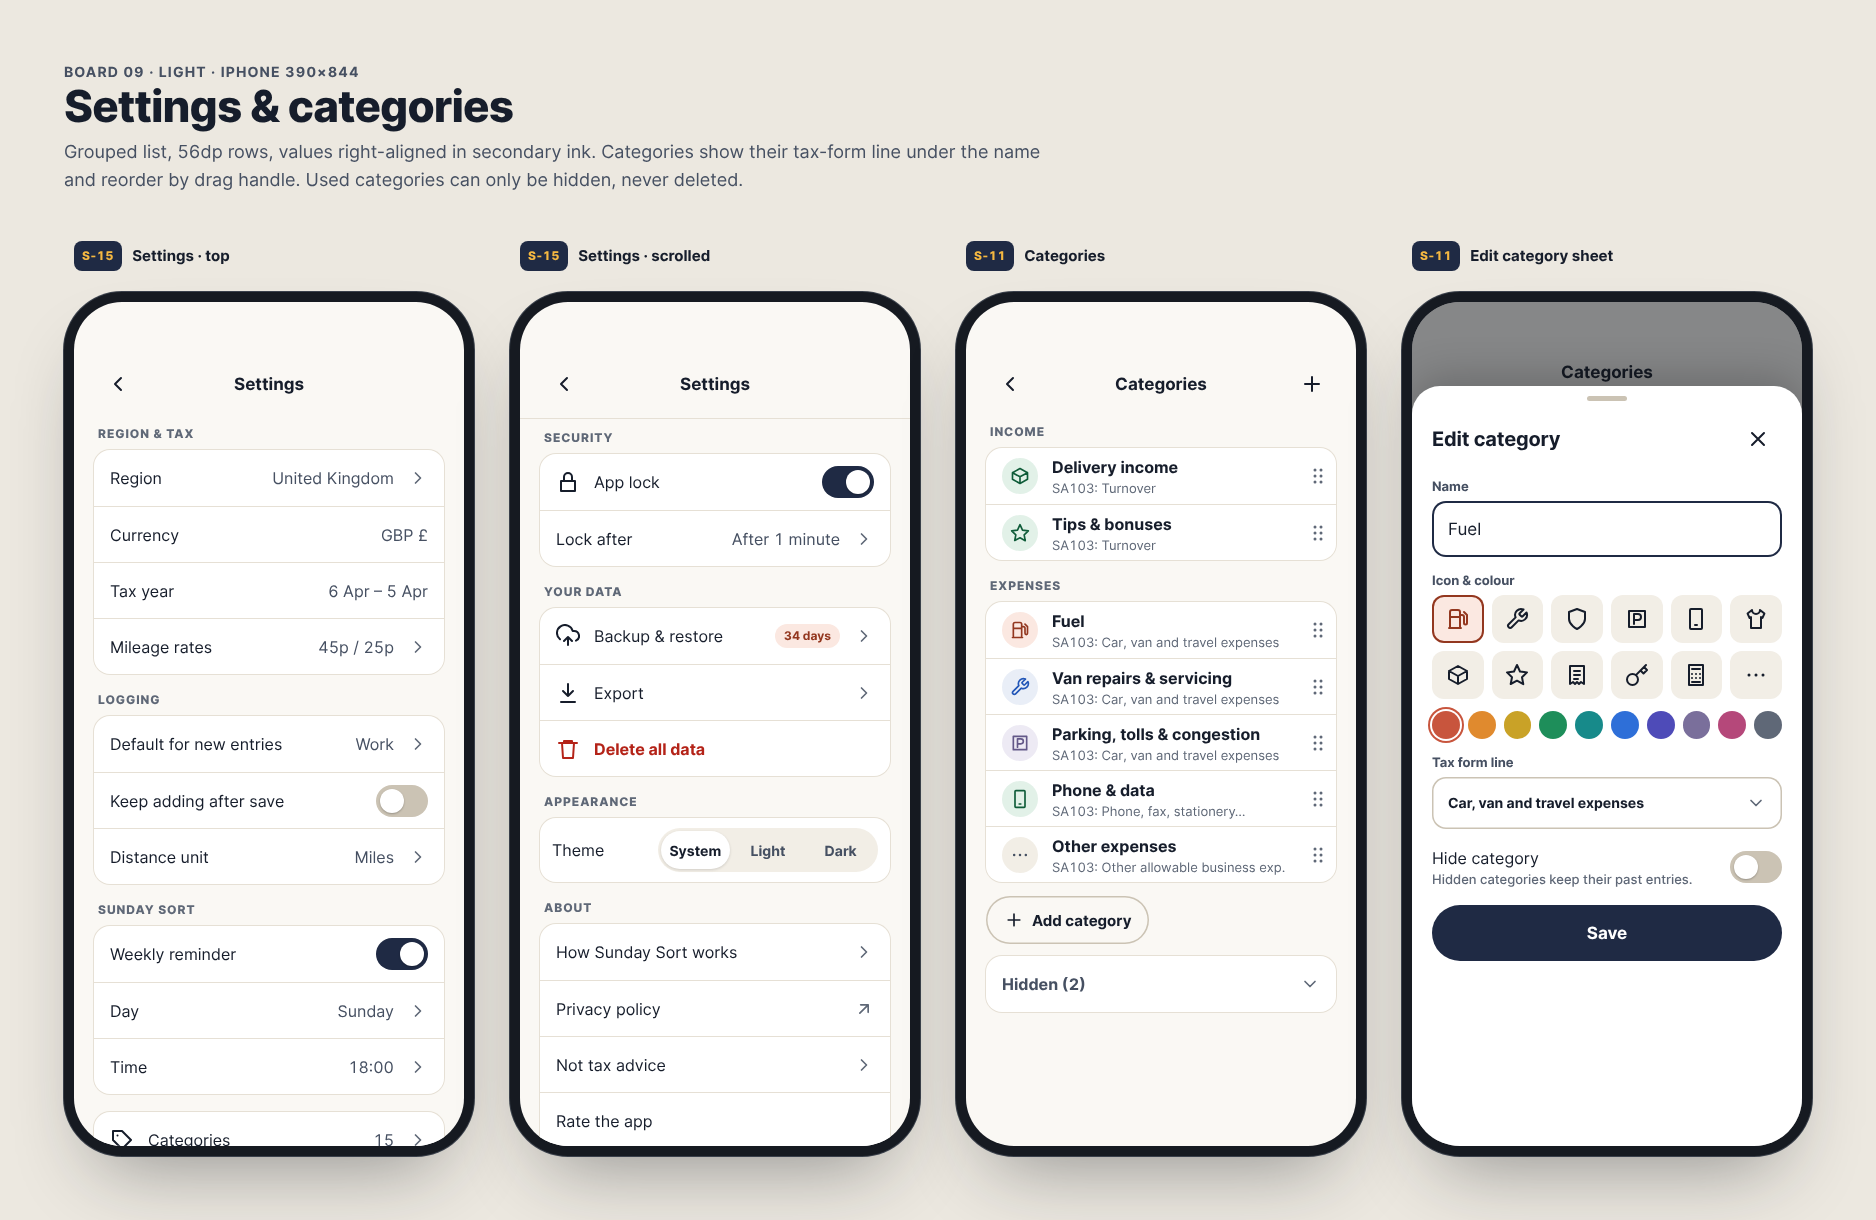 BOARD 09 · LIGHT · IPHONE 390×844
Settings & categories
Grouped list, 56dp rows, values right-aligned in secondary ink. Categories show their tax-form line under the name
and reorder by drag handle. Used categories can only be hidden, never deleted.
S-15 Settings · top
Settings
REGION & TAX
Region United Kingdom
Currency GBP £
Tax year 6 Apr – 5 Apr
Mileage rates 45p / 25p
LOGGING
Default for new entries Work
Keep adding after save
Distance unit Miles
SUNDAY SORT
Weekly reminder
Day Sunday
Time 18:00
Categories 15
S-15 Settings · scrolled
Settings
SECURITY
App lock
Lock after After 1 minute
YOUR DATA
Backup & restore 34 days
Export
Delete all data
APPEARANCE
Theme System Light Dark
ABOUT
How Sunday Sort works
Privacy policy
Not tax advice
Rate the app
S-11 Categories
Categories
INCOME
Delivery income
SA103: Turnover
Tips & bonuses
SA103: Turnover
EXPENSES
Fuel
SA103: Car, van and travel expenses
Van repairs & servicing
SA103: Car, van and travel expenses
Parking, tolls & congestion
SA103: Car, van and travel expenses
Phone & data
SA103: Phone, fax, stationery...
Other expenses
SA103: Other allowable business exp.
Add category
Hidden (2)
S-11 Edit category sheet
Categories
Edit category
Name
Fuel
Icon & colour
Tax form line
Car, van and travel expenses
Hide category
Hidden categories keep their past entries.
Save